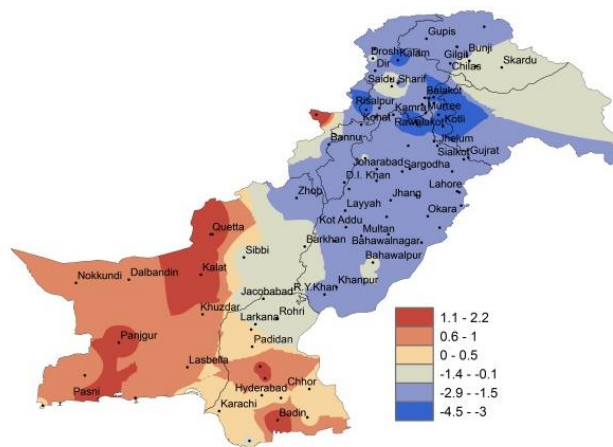 Gupis
Drosh
Kalam
Gilgit
Bunji
Dir
Chilas
Skardu
Saidu Sharif
Balakot
Risalpur
Kamra
Murree
Kohat
Rawalakot
Kotli
Bannu
Jhelum
Sialkot
Gujrat
Joharabad
Sargodha
D.I. Khan
Zhob
Jhang
Lahore
Layyah
Okara
Kot Addu
Quetta
Multan
Barkhan
Bahawalnagar
Sibbi
Bahawalpur
Nokkundi
Dalbandin
Kalat
Khanpur
Jacobabad
R.Y.Khan
Khuzdar
Larkana
Rohri
Panjgur
Padidan
Lasbella
Pasni
Hyderabad
Chhor
Karachi
Badin
1.1 - 2.2
0.6 - 1
0 - 0.5
-1.4 - -0.1
-2.9 - -1.5
-4.5 - -3